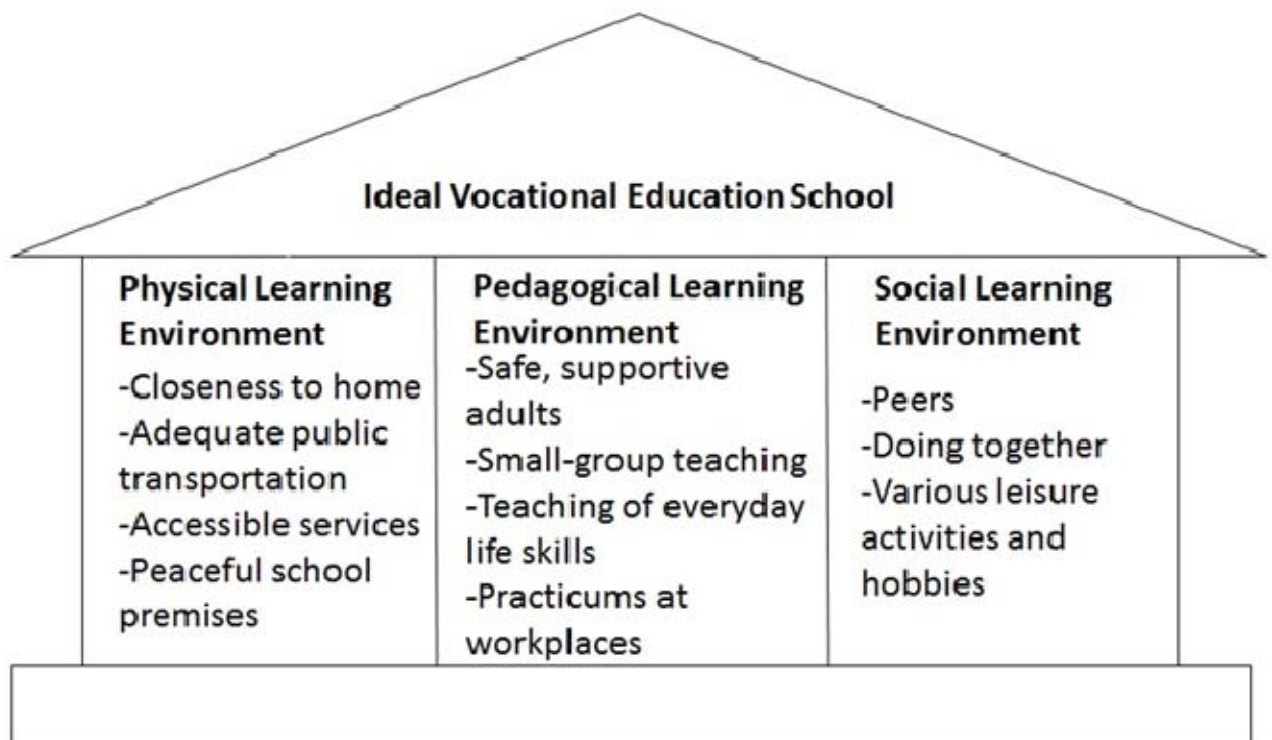 Ideal Vocational Education School
Physical Learning
Environment
-Closeness to home
-Adequate public
transportation
-Accessible services
-Peaceful school
premises
Pedagogical Learning
Environment
-Safe, supportive
adults
-Small-group teaching
-Teaching of everyday
life skills
-Practicums at
workplaces
Social Learning
Environment
-Peers
-Doing together
-Various leisure
activities and
hobbies